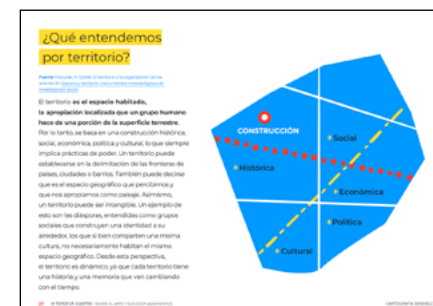 ¿Qué entendemos
por territorio?
El territorio es el espacio habitado,
la apropiación localizada que un grupo humano
hace de una porción de la superficie terrestre.
Por lo tanto, se basa en una construcción histórica,
social, económica, política y cultural, lo que siempre
implica prácticas de poder. Un territorio puede
establecerse en la delimitación de las fronteras de
países, ciudades o barrios. También puede decirse
que es el espacio geográfico que percibimos y
que nos apropiamos como paisaje. Asimismo,
un territorio puede ser intangible. Un ejemplo de
esto son las diásporas, entendidas como grupos
sociales que construyen una identidad a su
alrededor, los que si bien comparten una misma
cultura, no necesariamente habitan el mismo
espacio geográfico. Desde esta perspectiva,
el territorio es dinámico, ya que cada territorio tiene
una historia y una memoria que van cambiando
con el tiempo.
CONSTRUCCIÓN
Social
Histórica
Económica
Política
Cultural